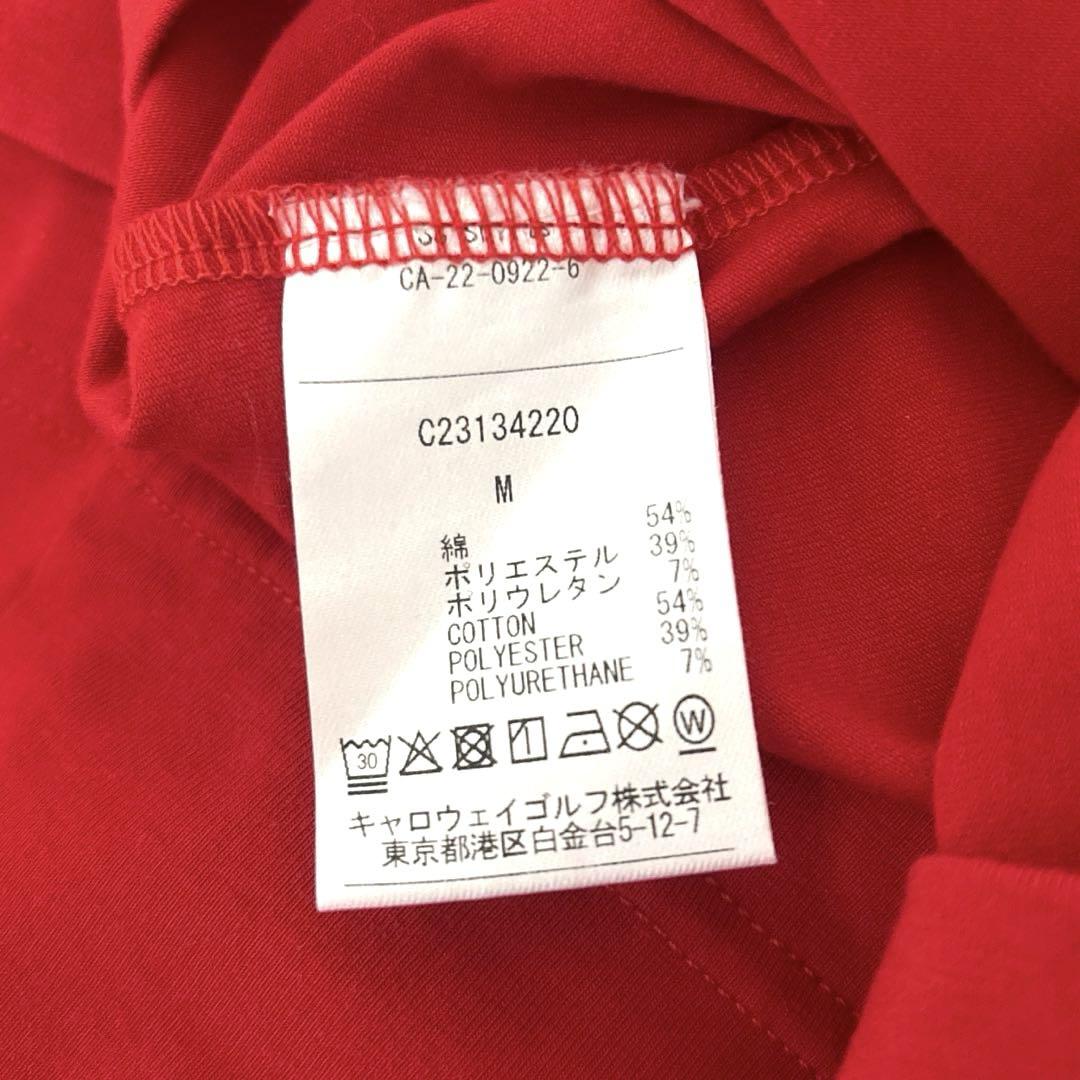 CA-22-0922-6
C23134220
M
綿 54%
ポリエステル 39%
ポリウレタン 7%
COTTON 54%
POLYESTER 39%
POLYURETHANE 7%
30 W
キャロウェイゴルフ株式会社
東京都港区白金台5-12-7